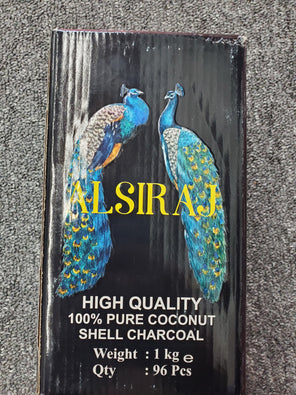 ALSIRAJ
HIGH QUALITY
100% PURE COCONUT
SHELL CHARCOAL
Weight : 1 kg e
Qty : 96 Pcs